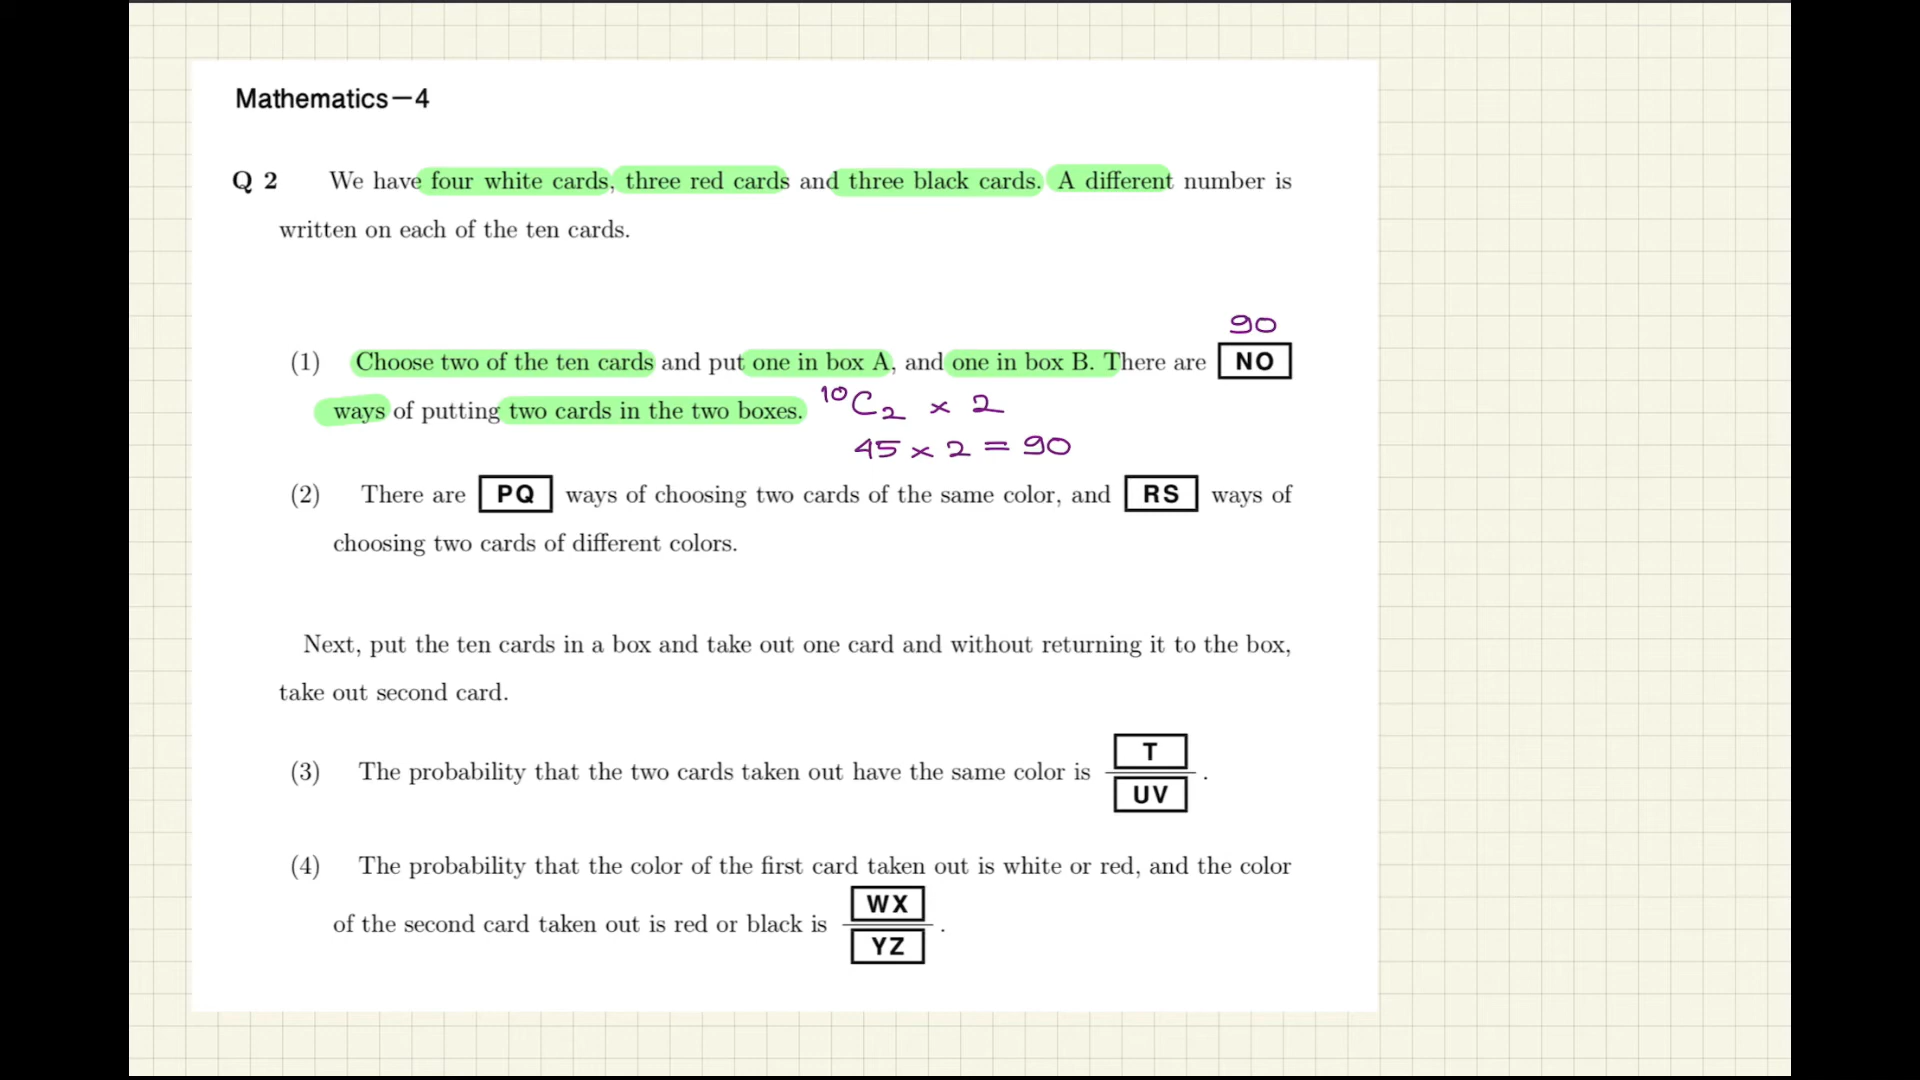 Mathematics—4
Q 2 We have four white cards, three red cards and three black cards. A different number is
written on each of the ten cards.
90
(1) Choose two of the ten cards and put one in box A, and one in box B. There are NO
ways of putting two cards in the two boxes. ¹⁰C₂ × 2
45 × 2 = 90
(2) There are PQ ways of choosing two cards of the same color, and RS ways of
choosing two cards of different colors.
Next, put the ten cards in a box and take out one card and without returning it to the box,
take out second card.
T
(3) The probability that the two cards taken out have the same color is .
UV
(4) The probability that the color of the first card taken out is white or red, and the color
WX
of the second card taken out is red or black is .
YZ